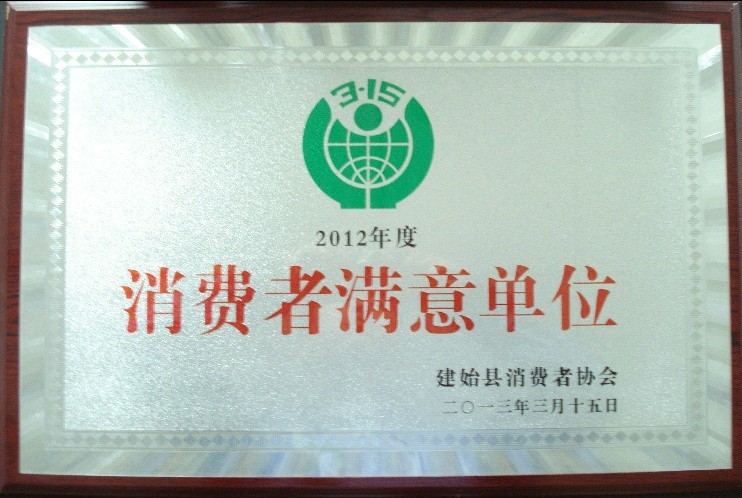 3·15
2012年度
消费者满意单位
建始县消费者协会
二〇一三年三月十五日